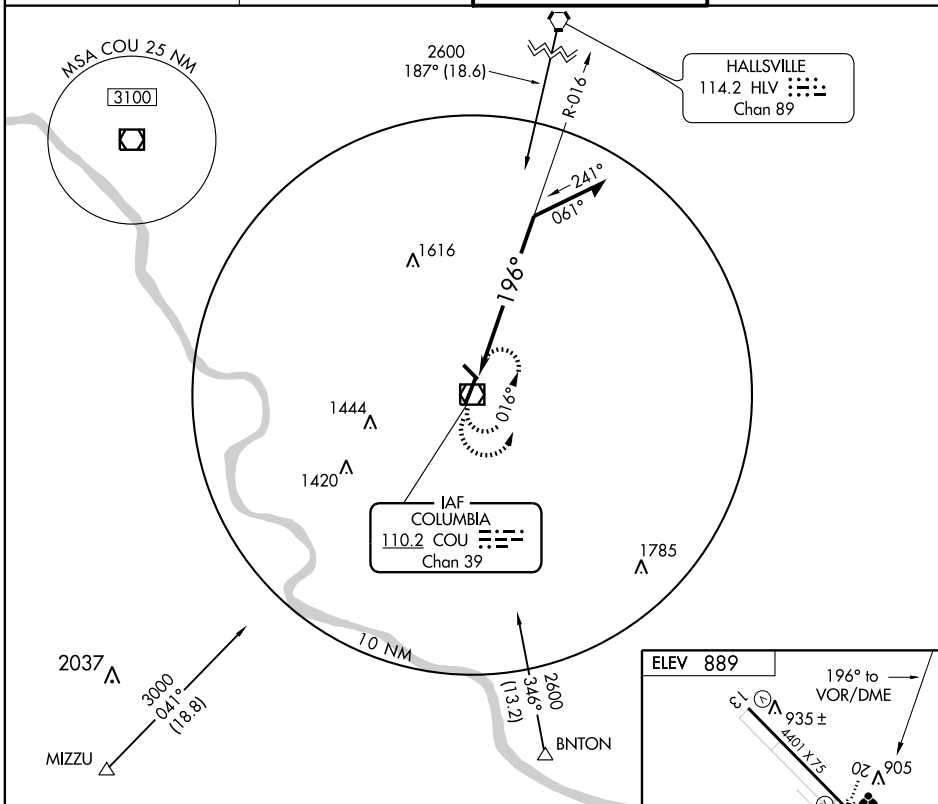 MSA COU 25 NM
3100
2600
187° (18.6)
R-016
HALLSVILLE
114.2 HLV
Chan 89
241°
061°
1616
196°
016°
1444
1420
IAF
COLUMBIA
110.2 COU
Chan 39
1785
10 NM
2037
3000
041°
(18.8)
MIZZU
2600
346°
(13.2)
BNTON
ELEV 889
196° to
VOR/DME
13
V
935 ±
4401 X 75
20
905